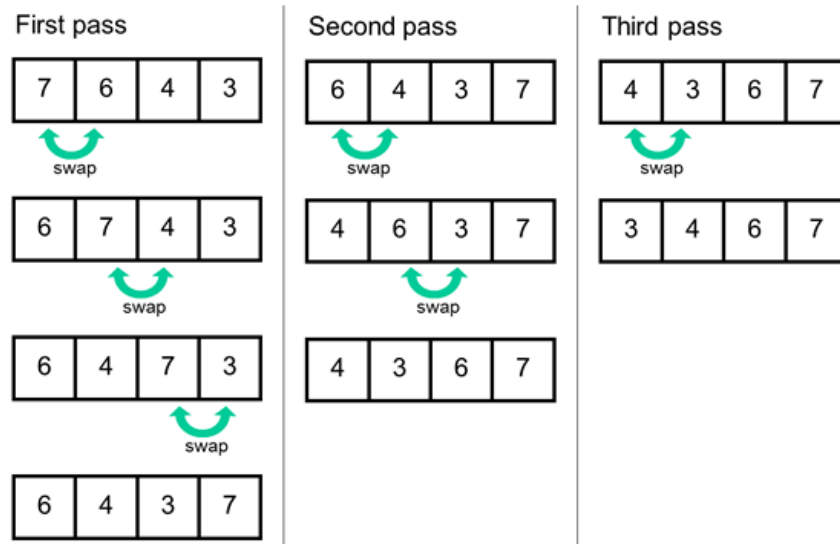 First pass
7 6 4 3
swap
6 7 4 3
swap
6 4 7 3
swap
6 4 3 7
Second pass
6 4 3 7
swap
4 6 3 7
swap
4 3 6 7
Third pass
4 3 6 7
swap
3 4 6 7